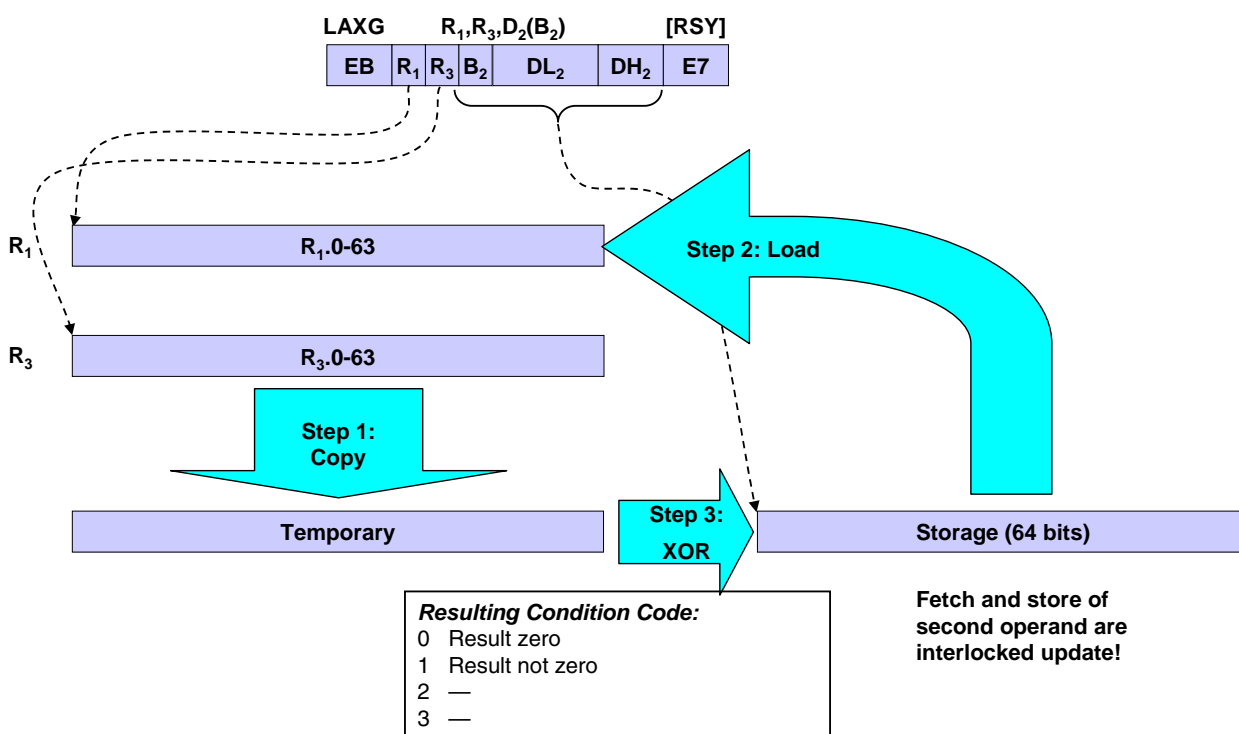 LAXG R₁,R₃,D₂(B₂) [RSY]
EB R₁ R₃ B₂ DL₂ DH₂ E7
R₁ R₁.0-63
Step 2: Load
R₃ R₃.0-63
Step 1:
Copy
Temporary
Step 3:
XOR
Storage (64 bits)
Resulting Condition Code:
0 Result zero
1 Result not zero
2 —
3 —
Fetch and store of
second operand are
interlocked update!